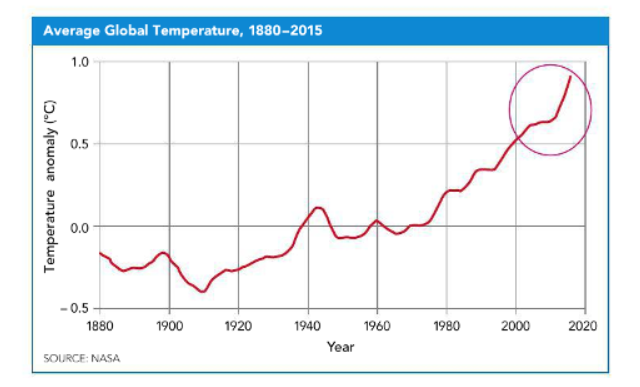 Average Global Temperature, 1880–2015
Temperature anomaly (°C)
1.0
0.5
0.0
–0.5
1880 1900 1920 1940 1960 1980 2000 2020
Year
SOURCE: NASA